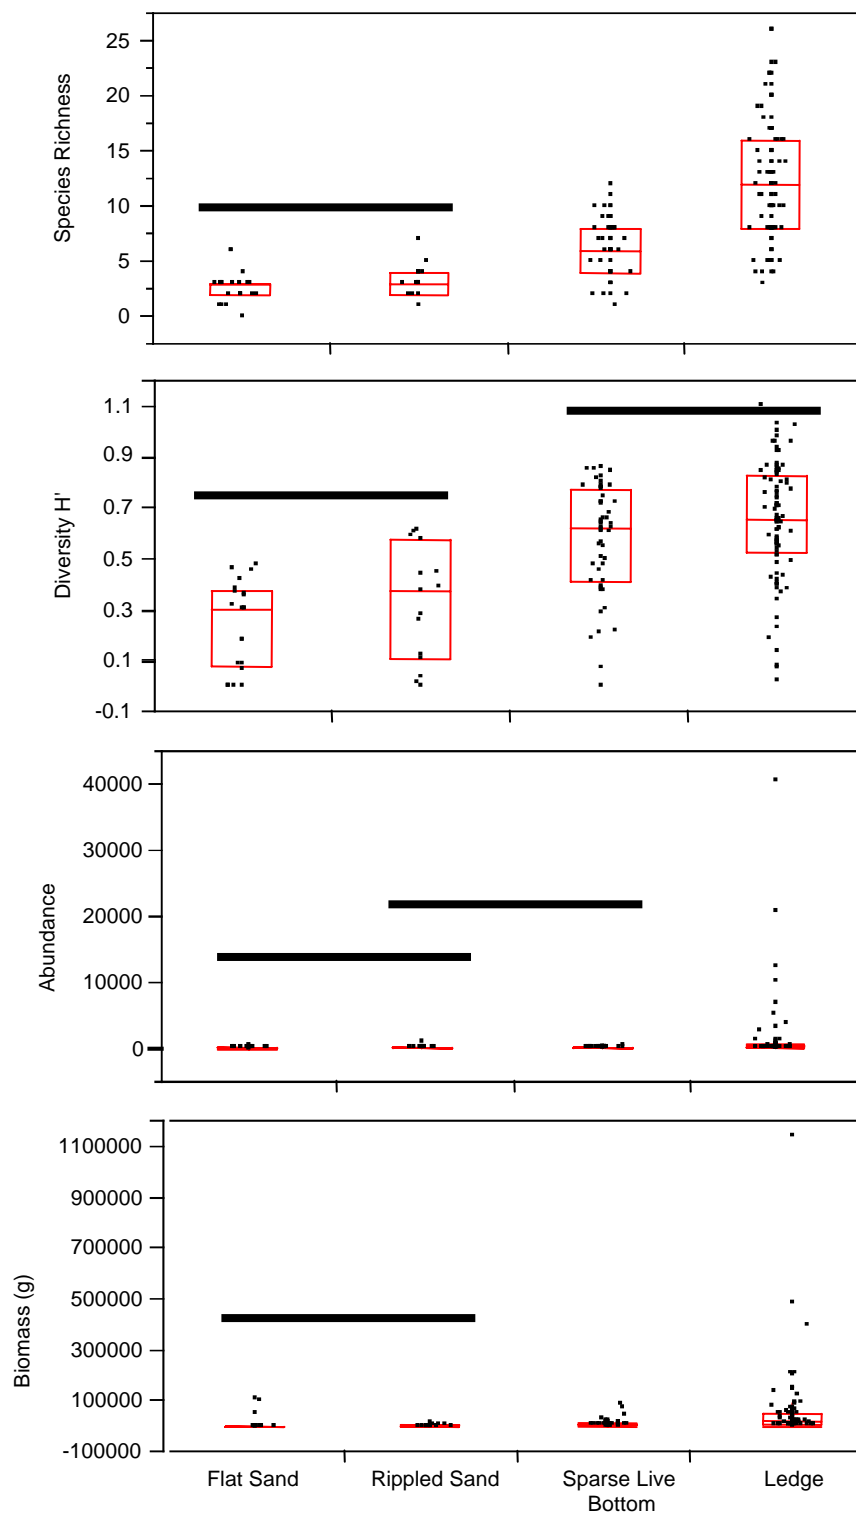 Species Richness
25
20
15
10
5
0
Diversity H'
1.1
0.9
0.7
0.5
0.3
0.1
-0.1
Abundance
40000
30000
20000
10000
0
Biomass (g)
1100000
900000
700000
500000
300000
100000
-100000
Flat Sand
Rippled Sand
Sparse Live
Bottom
Ledge